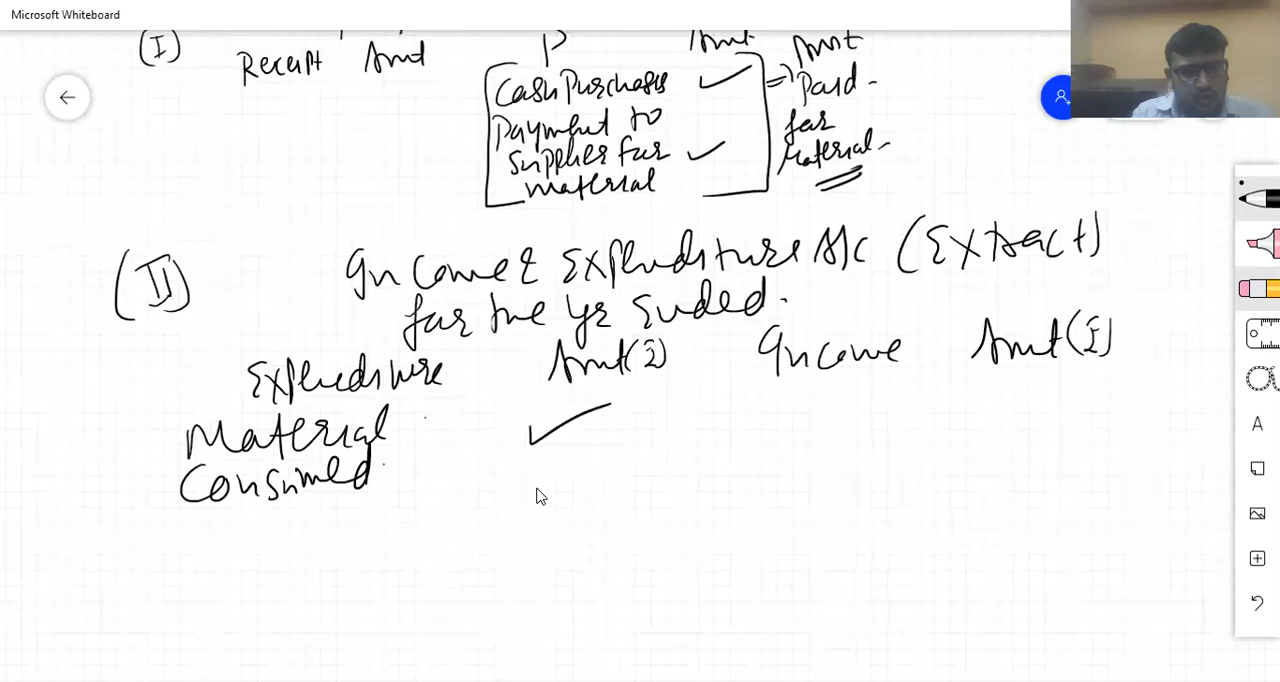 Microsoft Whiteboard
(I) Receipt Amt P Amt
Cash Purchases ✓ => Amt
Payment to Paid -
supplier for ✓ for
material Material -
(II) Income & Expenditure A/c (Extract)
for the yr Ended.
Expenditure Amt(₹) Income Amt(₹)
Material ✓
Consumed
A